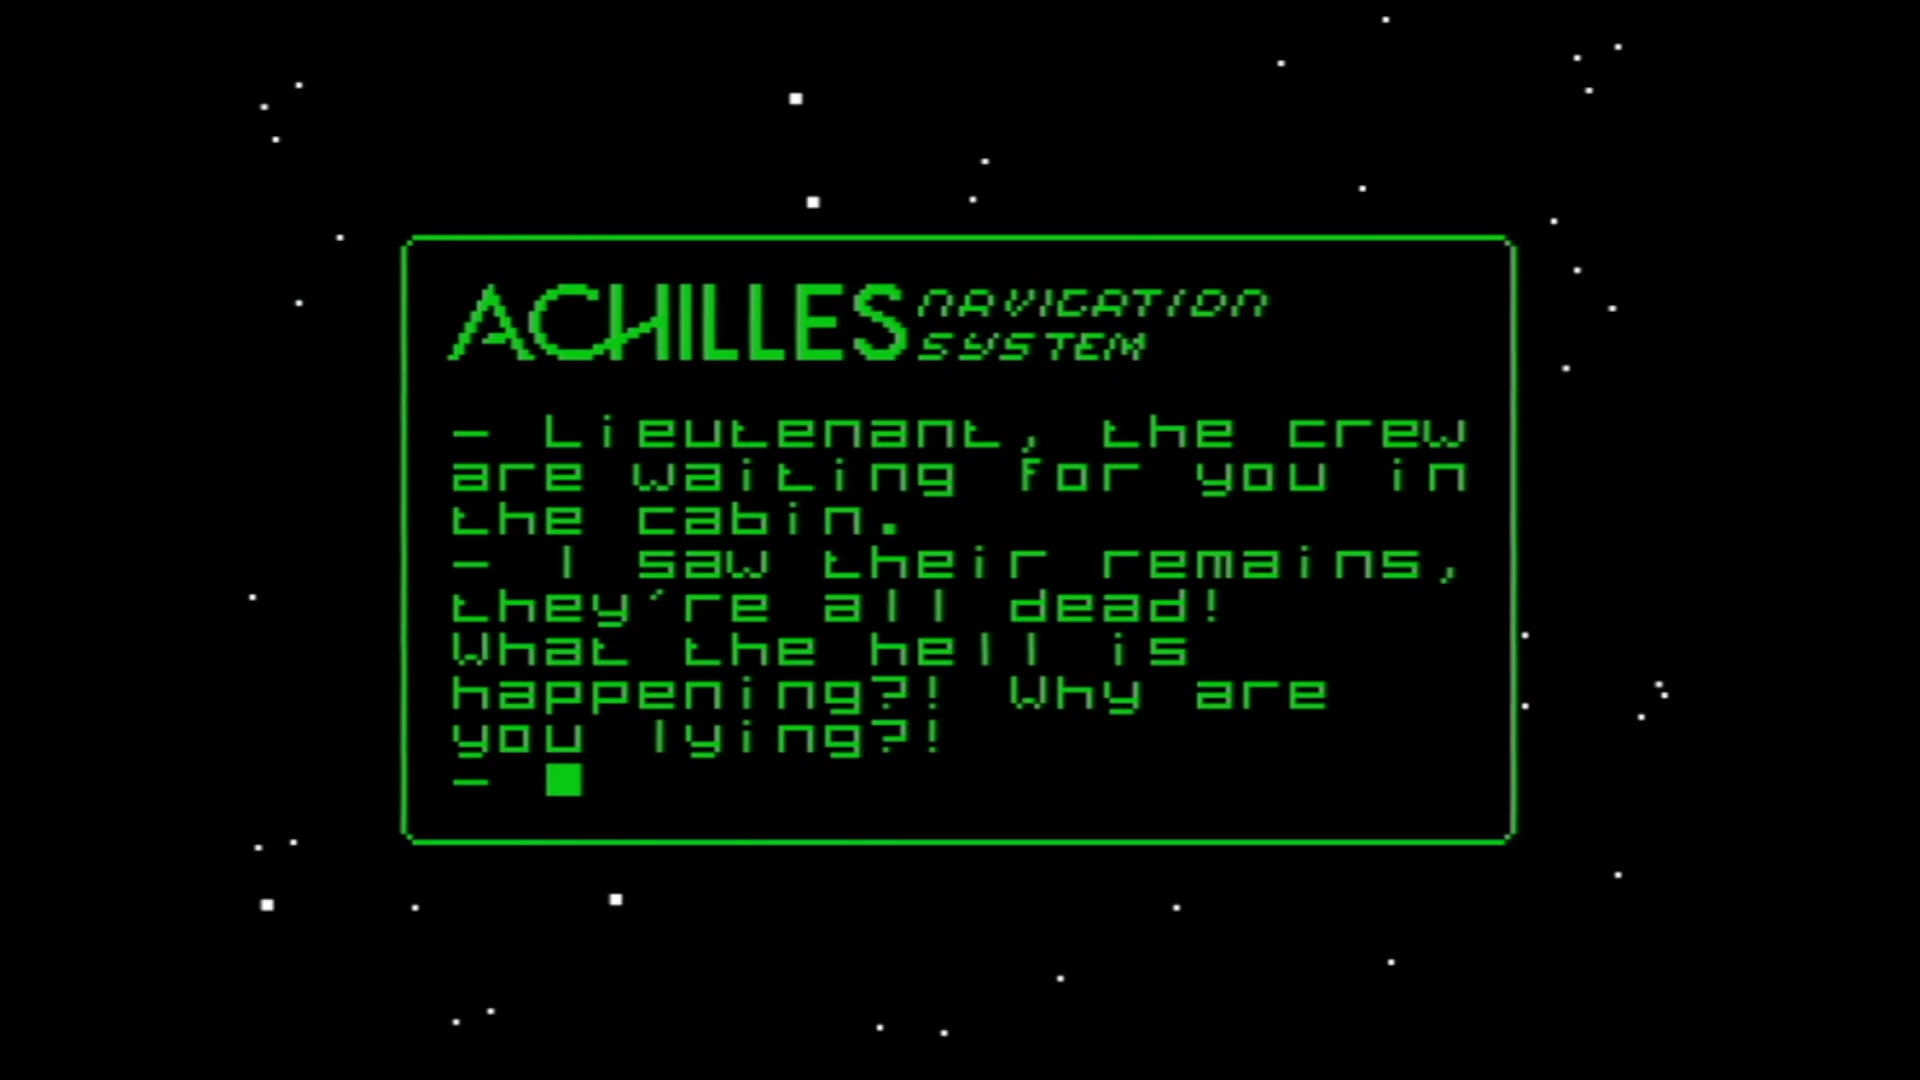 ACHILLES NAVIGATION
SYSTEM
- Lieutenant, the crew
are waiting for you in
the cabin.
- I saw their remains,
they're all dead!
What the hell is
happening?! Why are
you lying?!
-